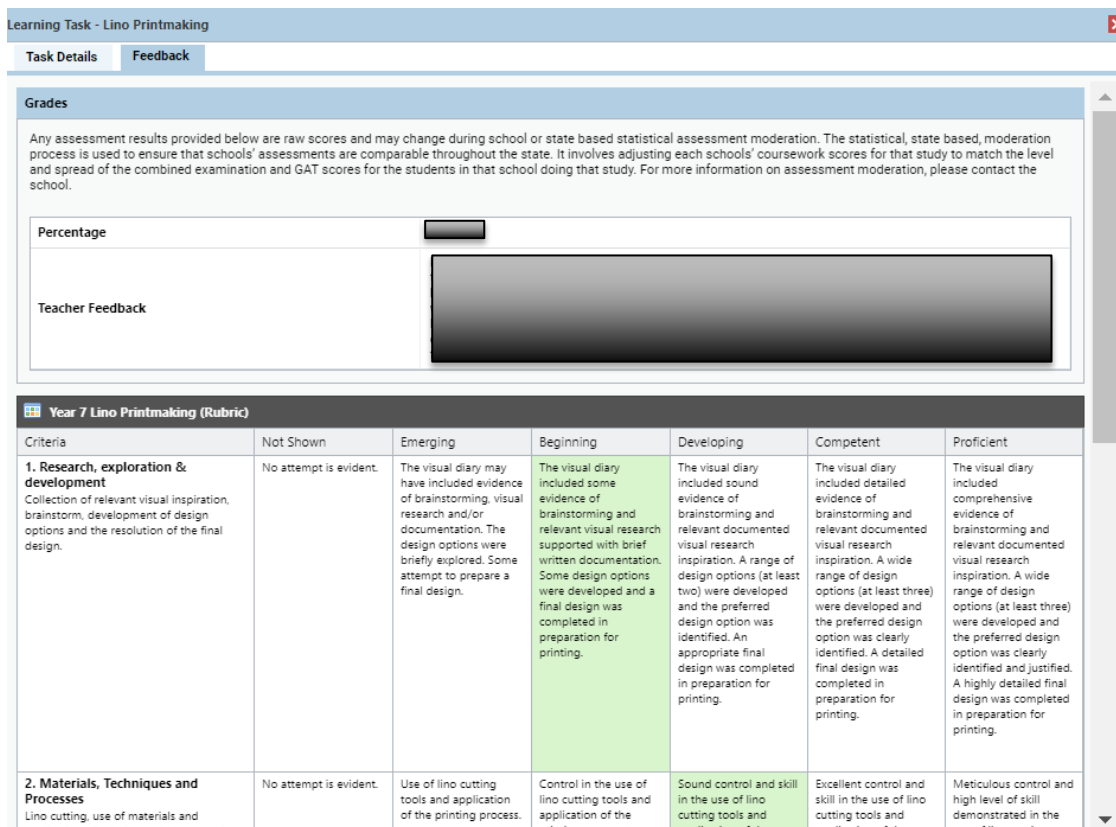 Learning Task - Lino Printmaking
Task Details
Feedback
Grades
Any assessment results provided below are raw scores and may change during school or state based statistical assessment moderation. The statistical, state based, moderation
process is used to ensure that schools' assessments are comparable throughout the state. It involves adjusting each schools' coursework scores for that study to match the level
and spread of the combined examination and GAT scores for the students in that school doing that study. For more information on assessment moderation, please contact the
school.
Percentage
Teacher Feedback
Year 7 Lino Printmaking (Rubric)
Criteria
Not Shown
Emerging
Beginning
Developing
Competent
Proficient
1. Research, exploration &
development
Collection of relevant visual inspiration,
brainstorm, development of design
options and the resolution of the final
design.
No attempt is evident.
The visual diary may
have included evidence
of brainstorming, visual
research and/or
documentation. The
design options were
briefly explored. Some
attempt to prepare a
final design.
The visual diary
included some
evidence of
brainstorming and
relevant visual research
supported with brief
written documentation.
Some design options
were developed and a
final design was
completed in
preparation for
printing.
The visual diary
included sound
evidence of
brainstorming and
relevant documented
visual research
inspiration. A range of
design options (at least
two) were developed
and the preferred
design option was
identified. An
appropriate final
design was completed
in preparation for
printing.
The visual diary
included detailed
evidence of
brainstorming and
relevant documented
visual research
inspiration. A wide
range of design
options (at least three)
were developed and
the preferred design
option was clearly
identified. A detailed
final design was
completed in
preparation for
printing.
The visual diary
included
comprehensive
evidence of
brainstorming and
relevant documented
visual research
inspiration. A wide
range of design
options (at least three)
were developed and
the preferred design
option was clearly
identified and justified.
A highly detailed final
design was completed
in preparation for
printing.
2. Materials, Techniques and
Processes
Lino cutting, use of materials and
No attempt is evident.
Use of lino cutting
tools and application
of the printing process.
Control in the use of
lino cutting tools and
application of the
Sound control and skill
in the use of lino
cutting tools and
Excellent control and
skill in the use of lino
cutting tools and
Meticulous control and
high level of skill
demonstrated in the